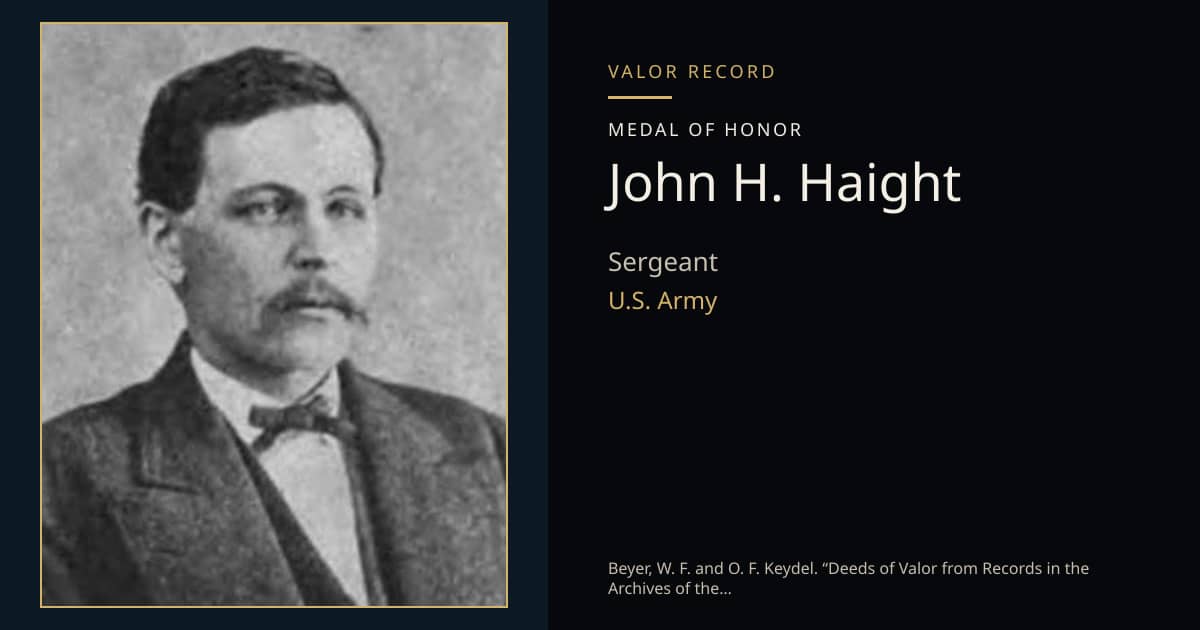 VALOR RECORD
MEDAL OF HONOR
John H. Haight
Sergeant
U.S. Army
Beyer, W. F. and O. F. Keydel. “Deeds of Valor from Records in the
Archives of the...